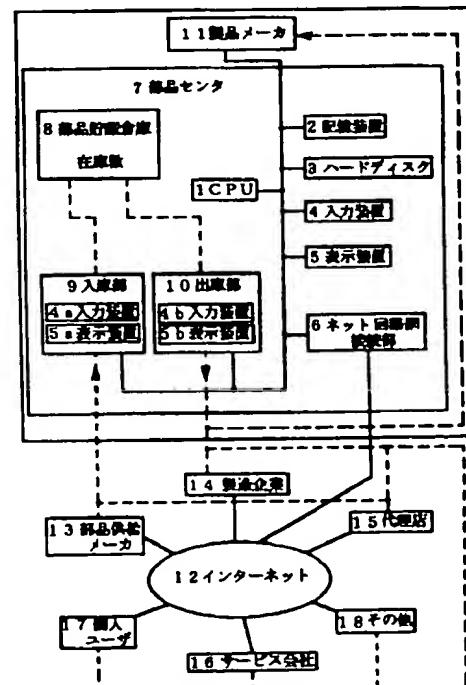 11製品メーカ
7 部品センタ
8部品貯蔵倉庫
在庫数
2記憶装置
3ハードディスク
1CPU
4入力装置
5表示装置
9入庫部
4a入力装置
5a表示装置
10出庫部
4b入力装置
5b表示装置
6ネット回路網
接続部
14製造企業
13部品供給
メーカ
15代理店
12インターネット
17個人
ユーザ
18その他
16サービス会社